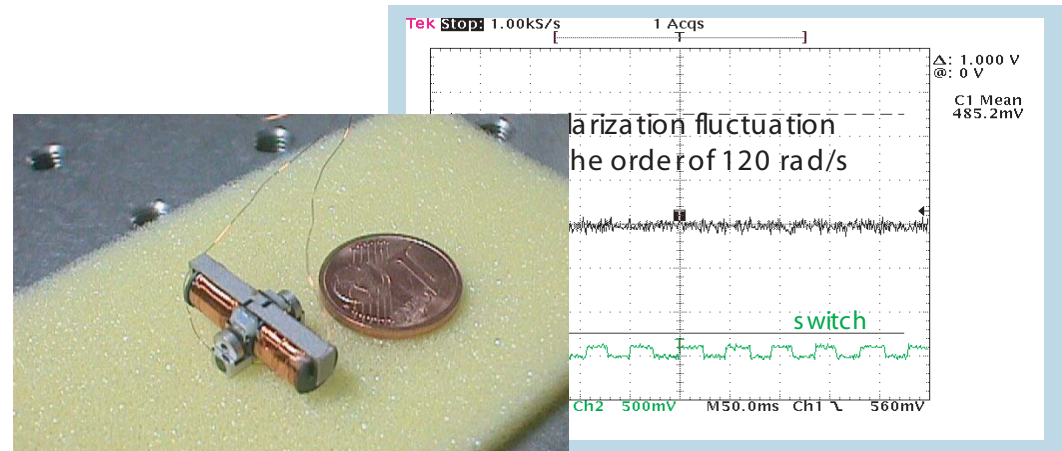 Tek Stop: 1.00kS/s 1 Acqs
Δ: 1.000 V
@: 0 V
C1 Mean
485.2mV
larization fluctuation
he order of 120 rad/s
switch
Ch2 500mV M50.0ms Ch1 560mV